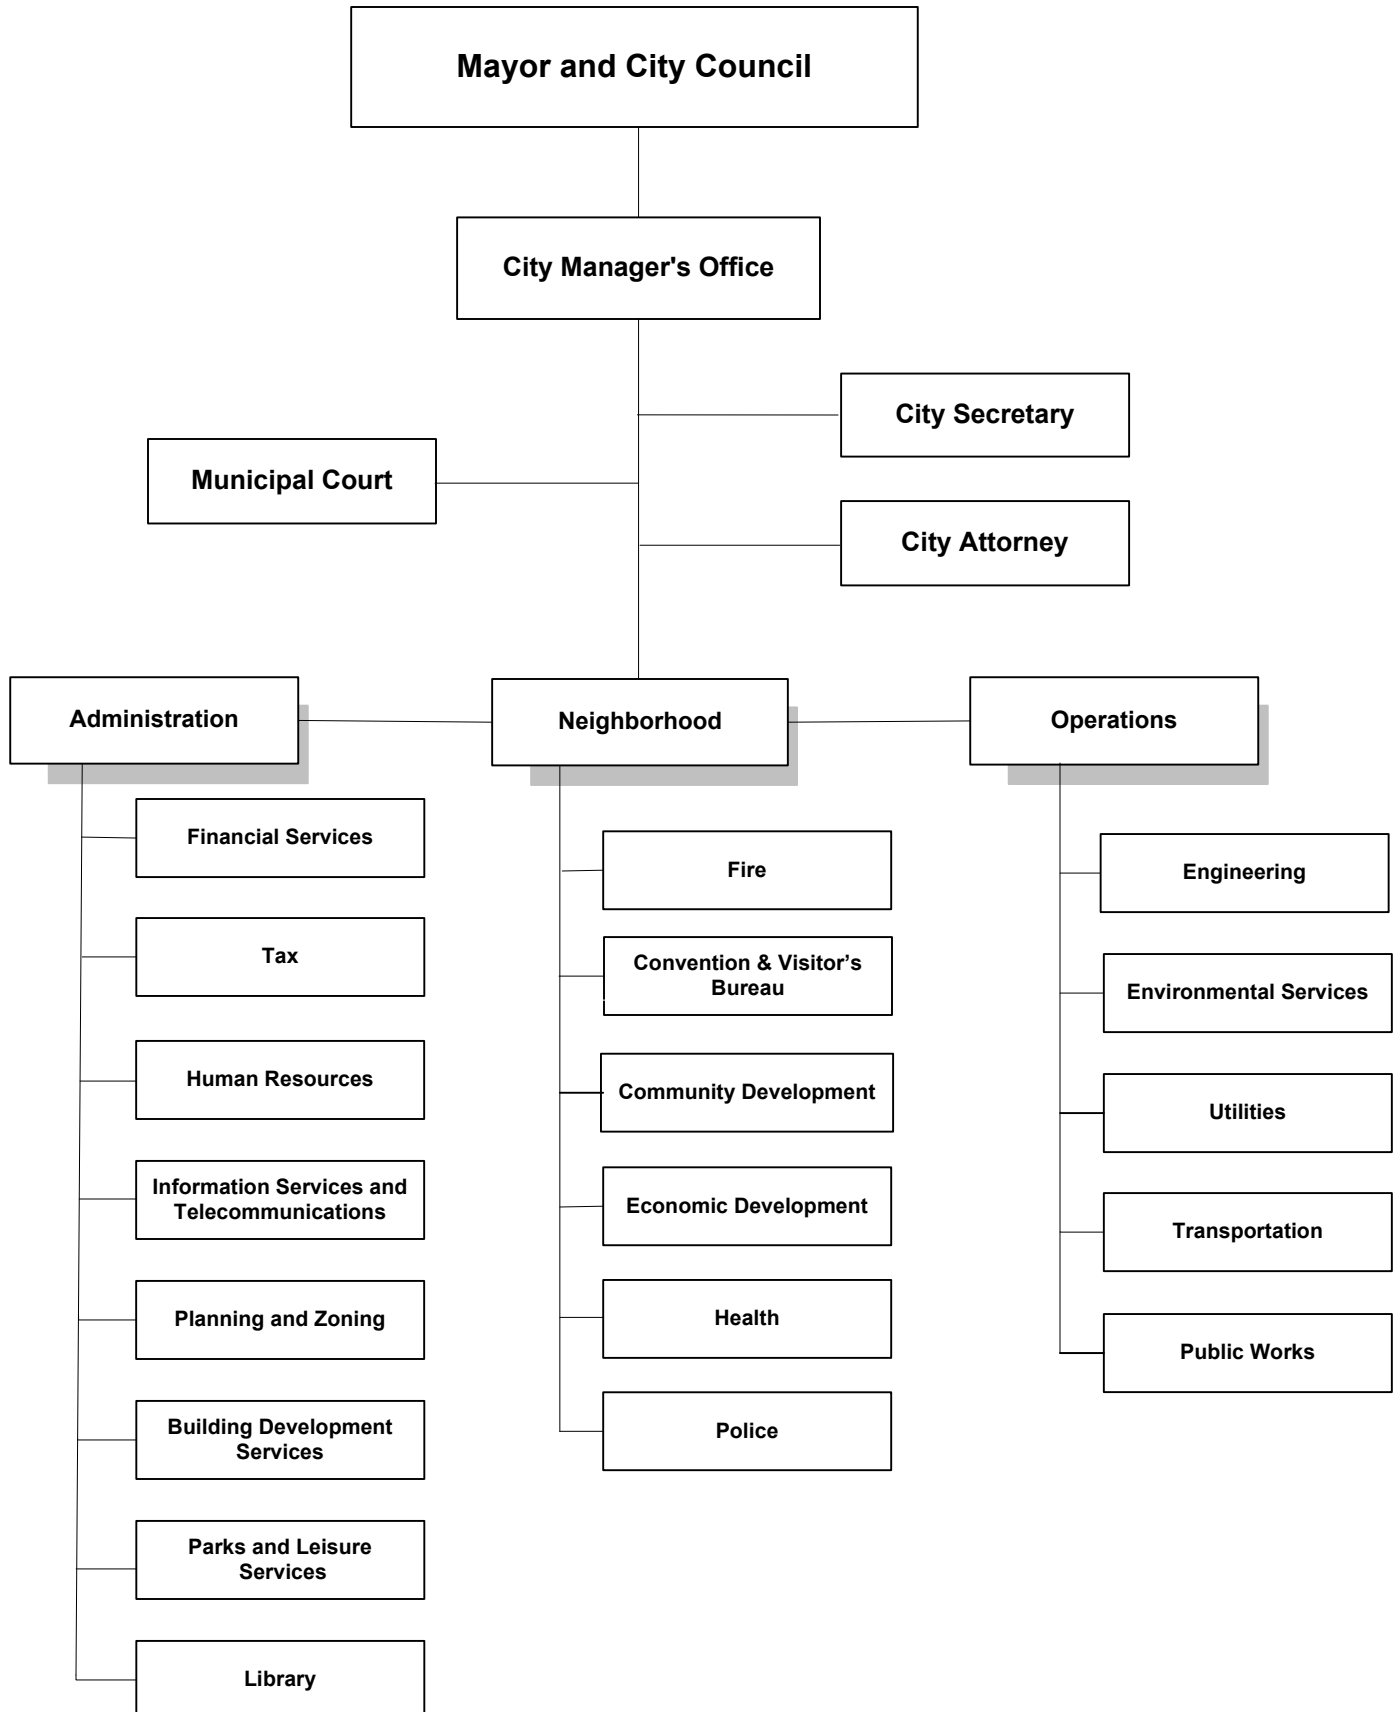 Mayor and City Council
City Manager's Office
City Secretary
Municipal Court
City Attorney
Administration
Neighborhood
Operations
Financial Services
Tax
Human Resources
Information Services and
Telecommunications
Planning and Zoning
Building Development
Services
Parks and Leisure
Services
Library
Fire
Convention & Visitor’s
Bureau
Community Development
Economic Development
Health
Police
Engineering
Environmental Services
Utilities
Transportation
Public Works